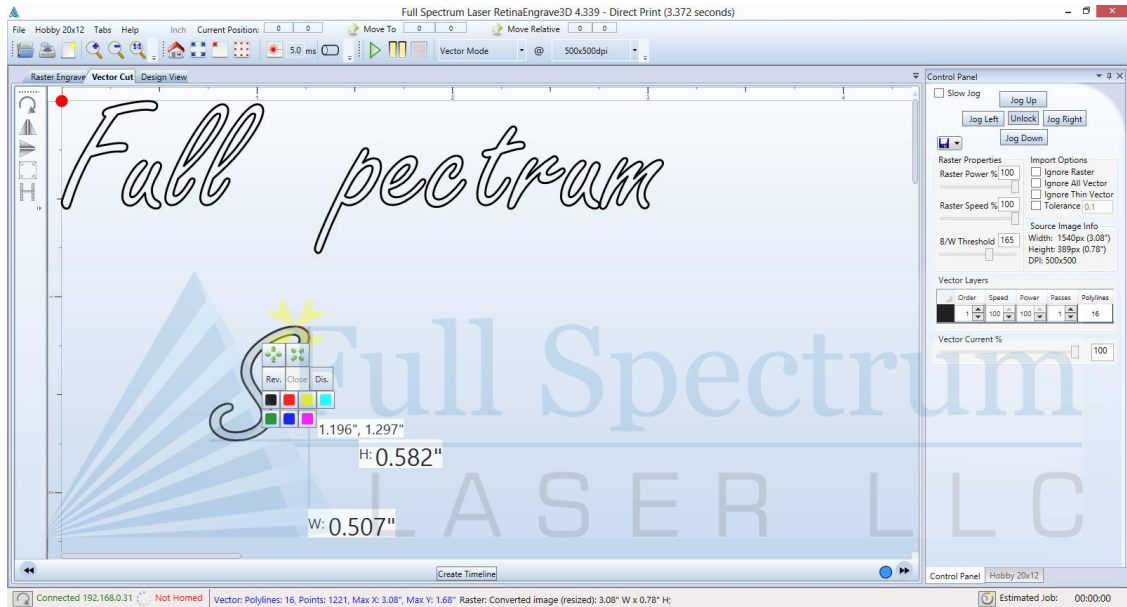 Full Spectrum Laser RetinaEngrave3D 4.339 - Direct Print (3.372 seconds)
File Hobby 20x12 Tabs Help Inch Current Position: 0 0 Move To 0 0 Move Relative 0 0
5.0 ms Vector Mode @ 500x500dpi
Raster Engrave Vector Cut Design View
Control Panel
Slow Jog
Jog Up
Jog Left Unlock Jog Right
Jog Down
Raster Properties
Raster Power % 100
Raster Speed % 100
B/W Threshold 165
Import Options
Ignore Raster
Ignore All Vector
Ignore Thin Vector
Tolerance 0.1
Source Image Info
Width: 1540px (3.08")
Height: 389px (0.78")
DPI: 500x500
Vector Layers
Order Speed Power Passes Polylines
1 100 100 1 16
Vector Current %
100
Full pectrum
S
Rev. Close Dis.
1.196", 1.297"
H: 0.582"
W: 0.507"
Full Spectrum
LASER LLC
Create Timeline
Control Panel Hobby 20x12
Connected 192.168.0.31 Not Homed Vector: Polylines: 16, Points: 1221, Max X: 3.08", Max Y: 1.68" Raster: Converted image (resized): 3.08" W x 0.78" H; Estimated Job: 00:00:00